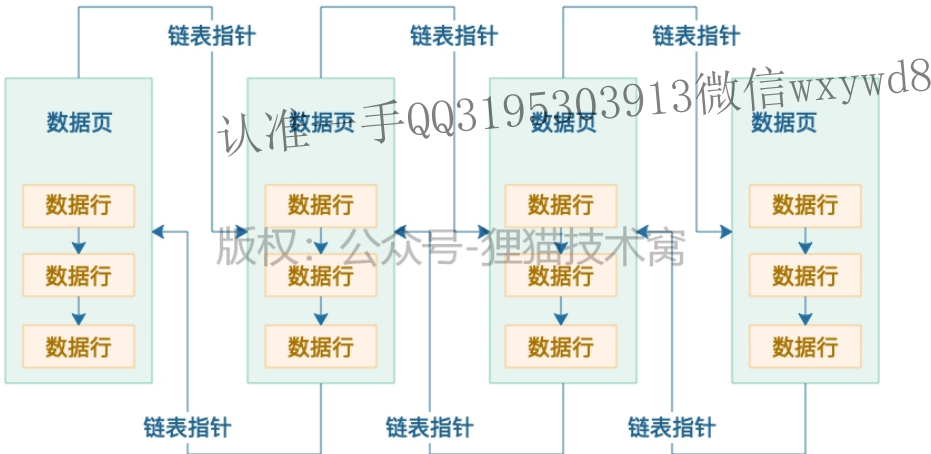 链表指针 链表指针 链表指针
认准一手QQ3195303913微信wxywd8
数据页 数据页 数据页 数据页
数据行 数据行 数据行 数据行
版权：公众号-狸猫技术窝
数据行 数据行 数据行 数据行
数据行 数据行 数据行 数据行
链表指针 链表指针 链表指针